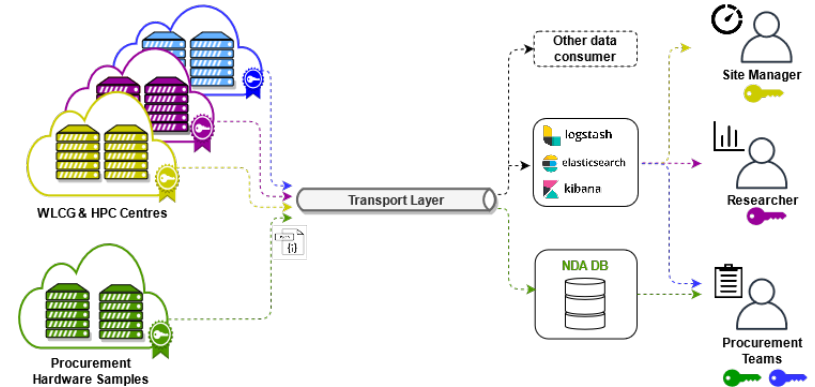 WLCG & HPC Centres
Procurement
Hardware Samples
{i}
Transport Layer
Other data
consumer
logstash
elasticsearch
kibana
NDA DB
Site Manager
Researcher
Procurement
Teams